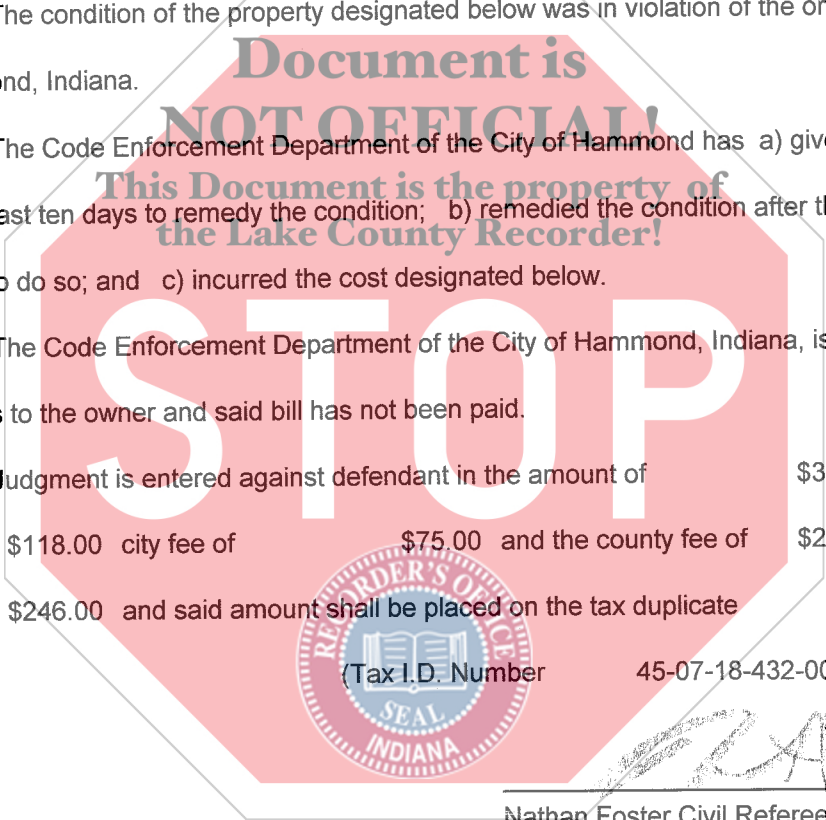 The condition of the property designated below was in violation of the or
Document is
nd, Indiana.
NOT OFFICIAL!
The Code Enforcement Department of the City of Hammond has a) give
This Document is the property of
ast ten days to remedy the condition; b) remedied the condition after th
the Lake County Recorder!
o do so; and c) incurred the cost designated below.
STOP
The Code Enforcement Department of the City of Hammond, Indiana, is
s to the owner and said bill has not been paid.
Judgment is entered against defendant in the amount of $3
$118.00 city fee of $75.00 and the county fee of $2
$246.00 and said amount shall be placed on the tax duplicate
RECORDER'S OFFICE
(Tax I.D. Number 45-07-18-432-00
SEAL
INDIANA
Nathan Foster Civil Referee